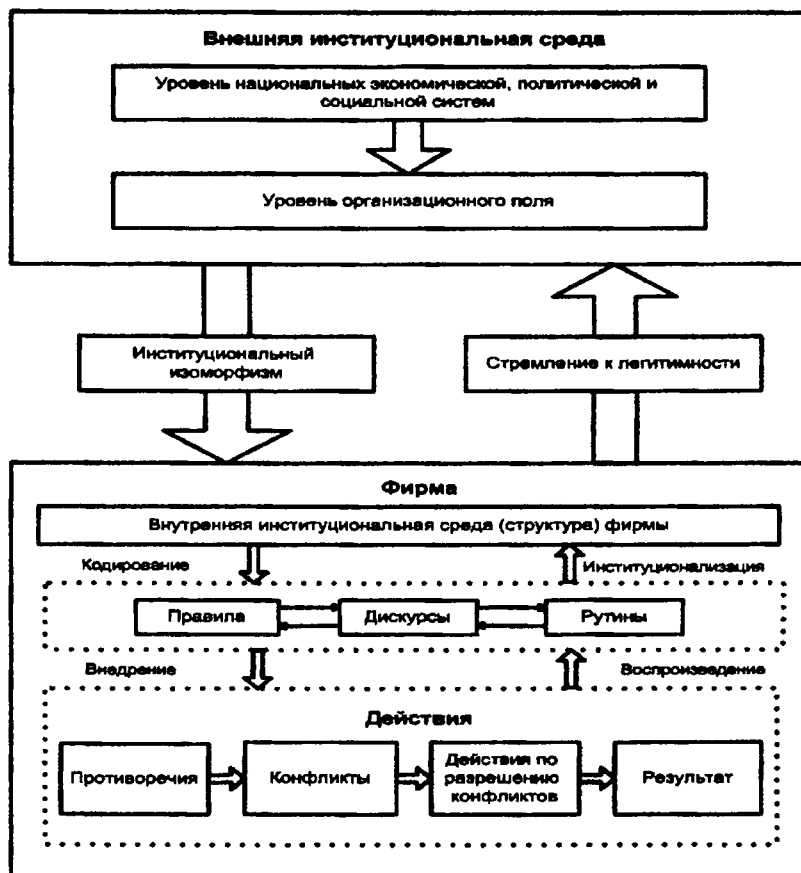 Внешняя институциональная среда
Уровень национальных экономической, политической и
социальной систем
Уровень организационного поля
Институциональный
изоморфизм
Стремление к легитимности
Фирма
Внутренняя институциональная среда (структура) фирмы
Кодирование
Институционализация
Правила
Дискурсы
Рутины
Внедрение
Воспроизведение
Действия
Противоречия
Конфликты
Действия по
разрешению
конфликтов
Результат